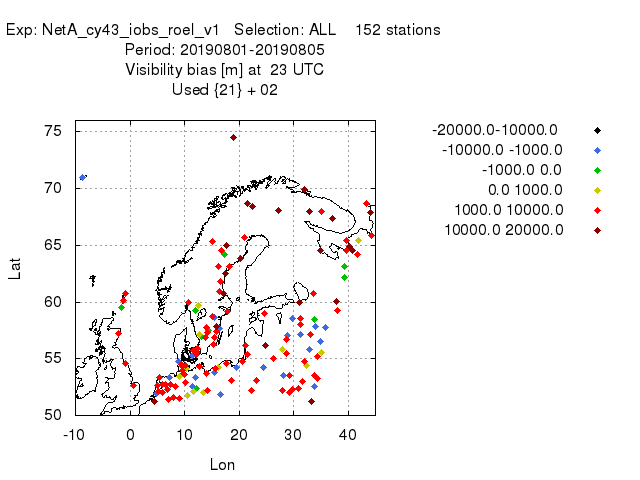 Exp: NetA_cy43_iobs_roel_v1 Selection: ALL 152 stations
Period: 20190801-20190805
Visibility bias [m] at 23 UTC
Used {21} + 02
-20000.0-10000.0
-10000.0 -1000.0
-1000.0 0.0
0.0 1000.0
1000.0 10000.0
10000.0 20000.0
75
70
65
60
55
50
Lat
-10 0 10 20 30 40
Lon